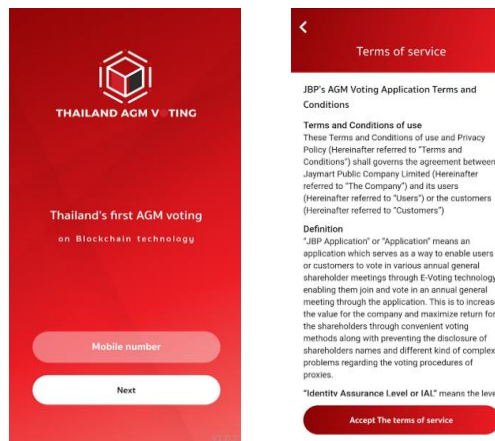 THAILAND AGM V TING
Thailand's first AGM voting
on Blockchain technology
Mobile number
Next
Terms of service
JBP's AGM Voting Application Terms and
Conditions
Terms and Conditions of use
These Terms and Conditions of use and Privacy
Policy (Hereinafter referred to "Terms and
Conditions") shall governs the agreement between
Jaymart Public Company Limited (Hereinafter
referred to "The Company") and its users
(Hereinafter referred to "Users") or the customers
(Hereinafter referred to "Customers")
Definition
"JBP Application" or "Application" means an
application which serves as a way to enable users
or customers to vote in various annual general
shareholder meetings through E-Voting technology
enabling them join and vote in an annual general
meeting through the application. This is to increase
the value for the company and maximize return for
the shareholders through convenient voting
methods along with preventing the disclosure of
shareholders names and different kind of complex
problems regarding the voting procedures of
proxies.
"Identity Assurance Level or IAL" means the leve
Accept The terms of service